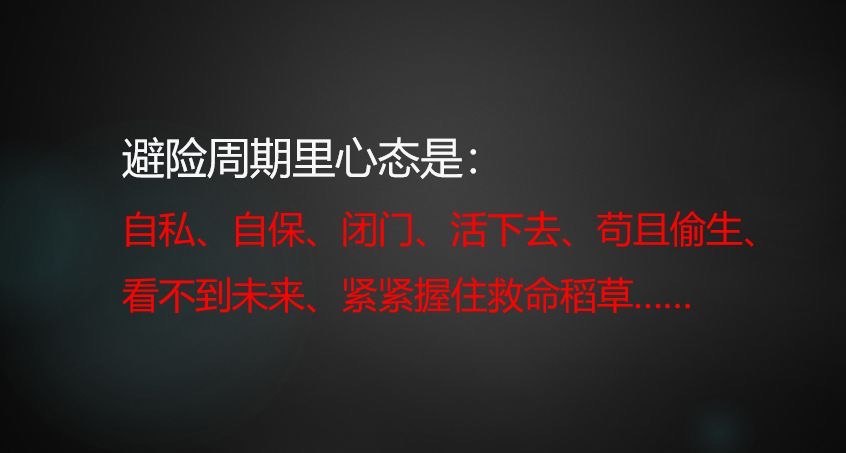 避险周期里心态是：
自私、自保、闭门、活下去、苟且偷生、
看不到未来、紧紧握住救命稻草……